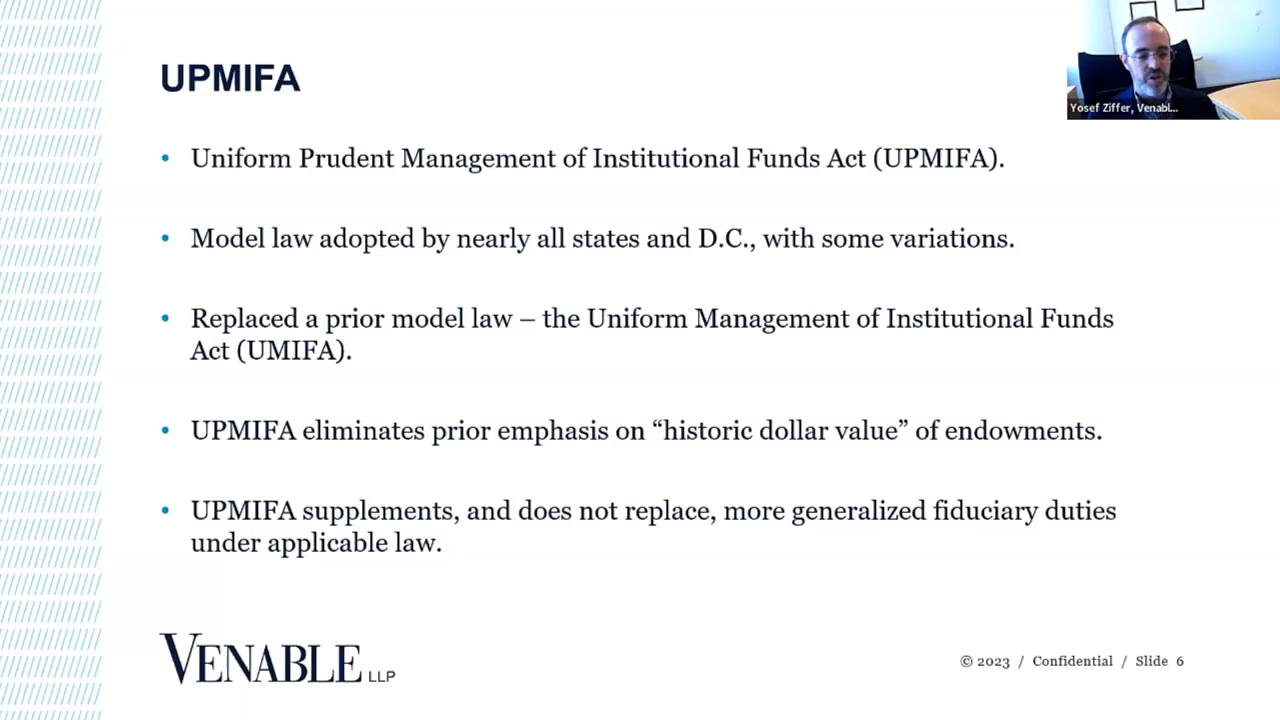 UPMIFA
Yosef Ziffer, Venabl...
• Uniform Prudent Management of Institutional Funds Act (UPMIFA).
• Model law adopted by nearly all states and D.C., with some variations.
• Replaced a prior model law – the Uniform Management of Institutional Funds
Act (UMIFA).
• UPMIFA eliminates prior emphasis on “historic dollar value” of endowments.
• UPMIFA supplements, and does not replace, more generalized fiduciary duties
under applicable law.
VENABLE LLP
© 2023 / Confidential / Slide 6